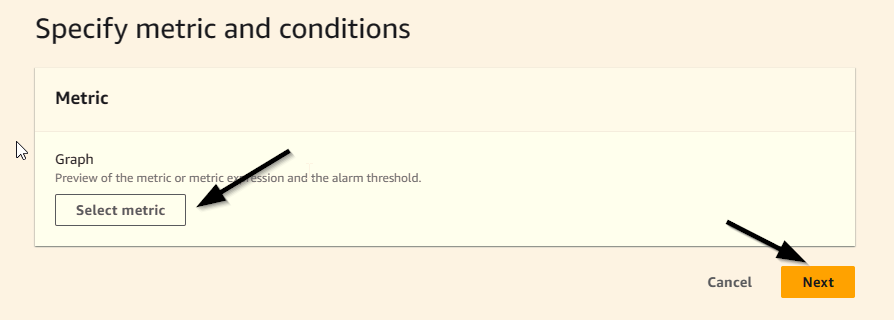 Specify metric and conditions
Metric
Graph
Preview of the metric or metric expression and the alarm threshold.
Select metric
Cancel Next